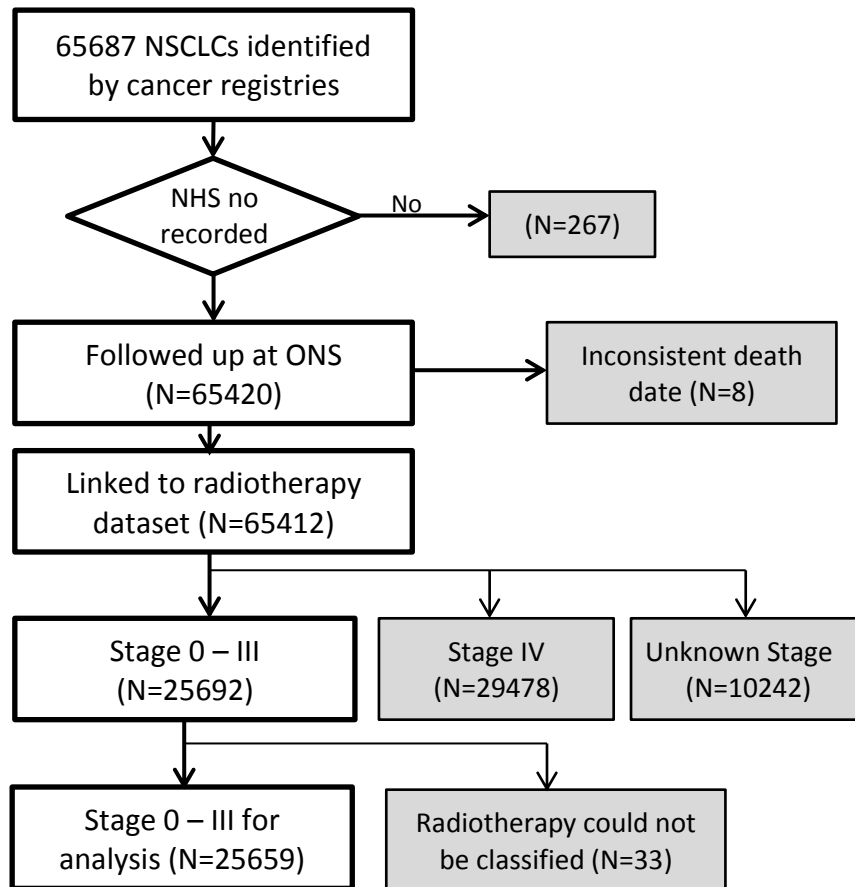 65687 NSCLCs identified
by cancer registries
NHS no
recorded
No
(N=267)
Followed up at ONS
(N=65420)
Inconsistent death
date (N=8)
Linked to radiotherapy
dataset (N=65412)
Stage 0 – III
(N=25692)
Stage IV
(N=29478)
Unknown Stage
(N=10242)
Stage 0 – III for
analysis (N=25659)
Radiotherapy could not
be classified (N=33)